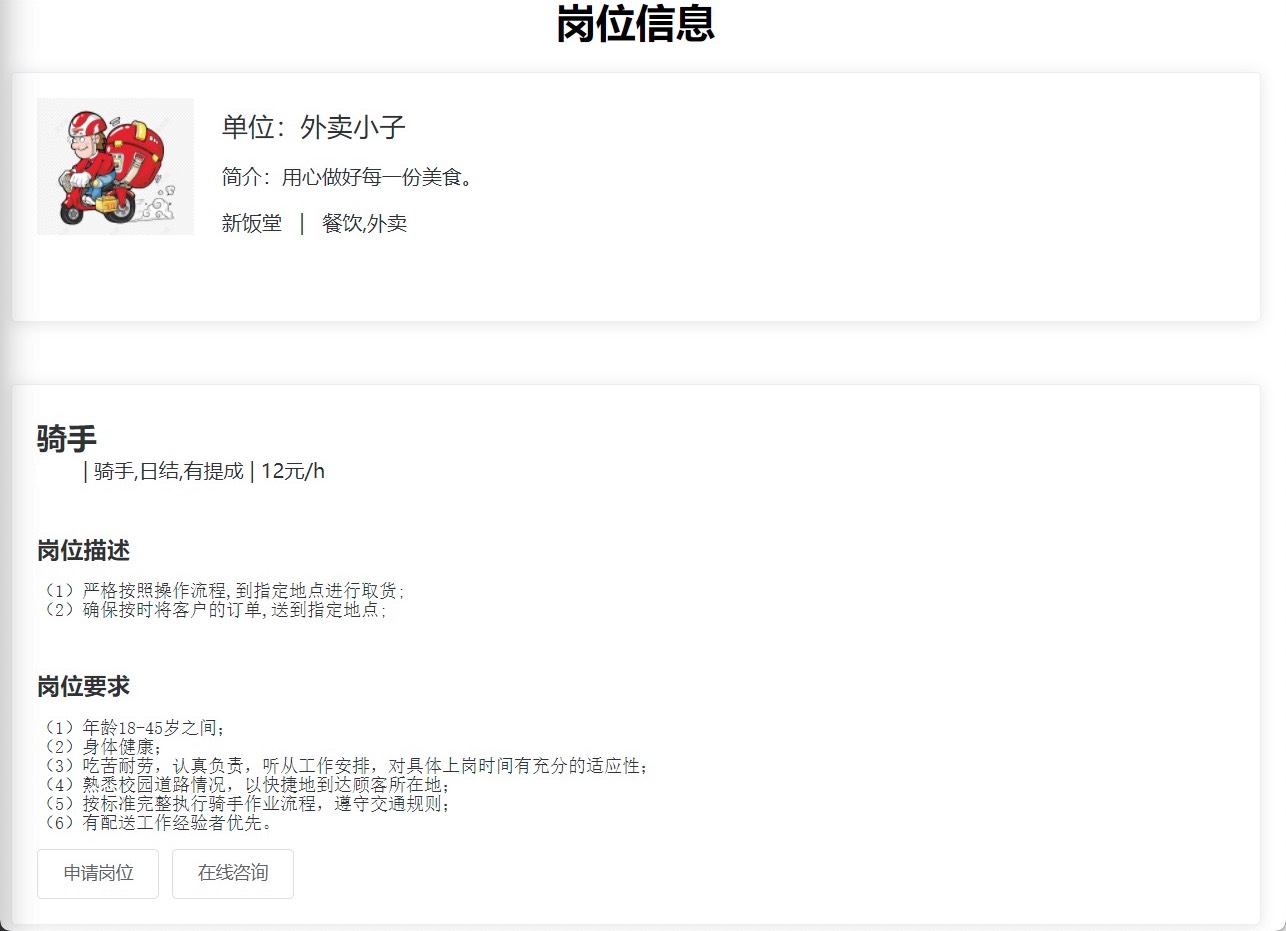 岗位信息
单位：外卖小子
简介：用心做好每一份美食。
新饭堂 | 餐饮,外卖
骑手
| 骑手,日结,有提成 | 12元/h
岗位描述
（1）严格按照操作流程,到指定地点进行取货;
（2）确保按时将客户的订单,送到指定地点;
岗位要求
（1）年龄18-45岁之间；
（2）身体健康；
（3）吃苦耐劳，认真负责，听从工作安排，对具体上岗时间有充分的适应性；
（4）熟悉校园道路情况，以快捷地到达顾客所在地；
（5）按标准完整执行骑手作业流程，遵守交通规则；
（6）有配送工作经验者优先。
申请岗位 在线咨询